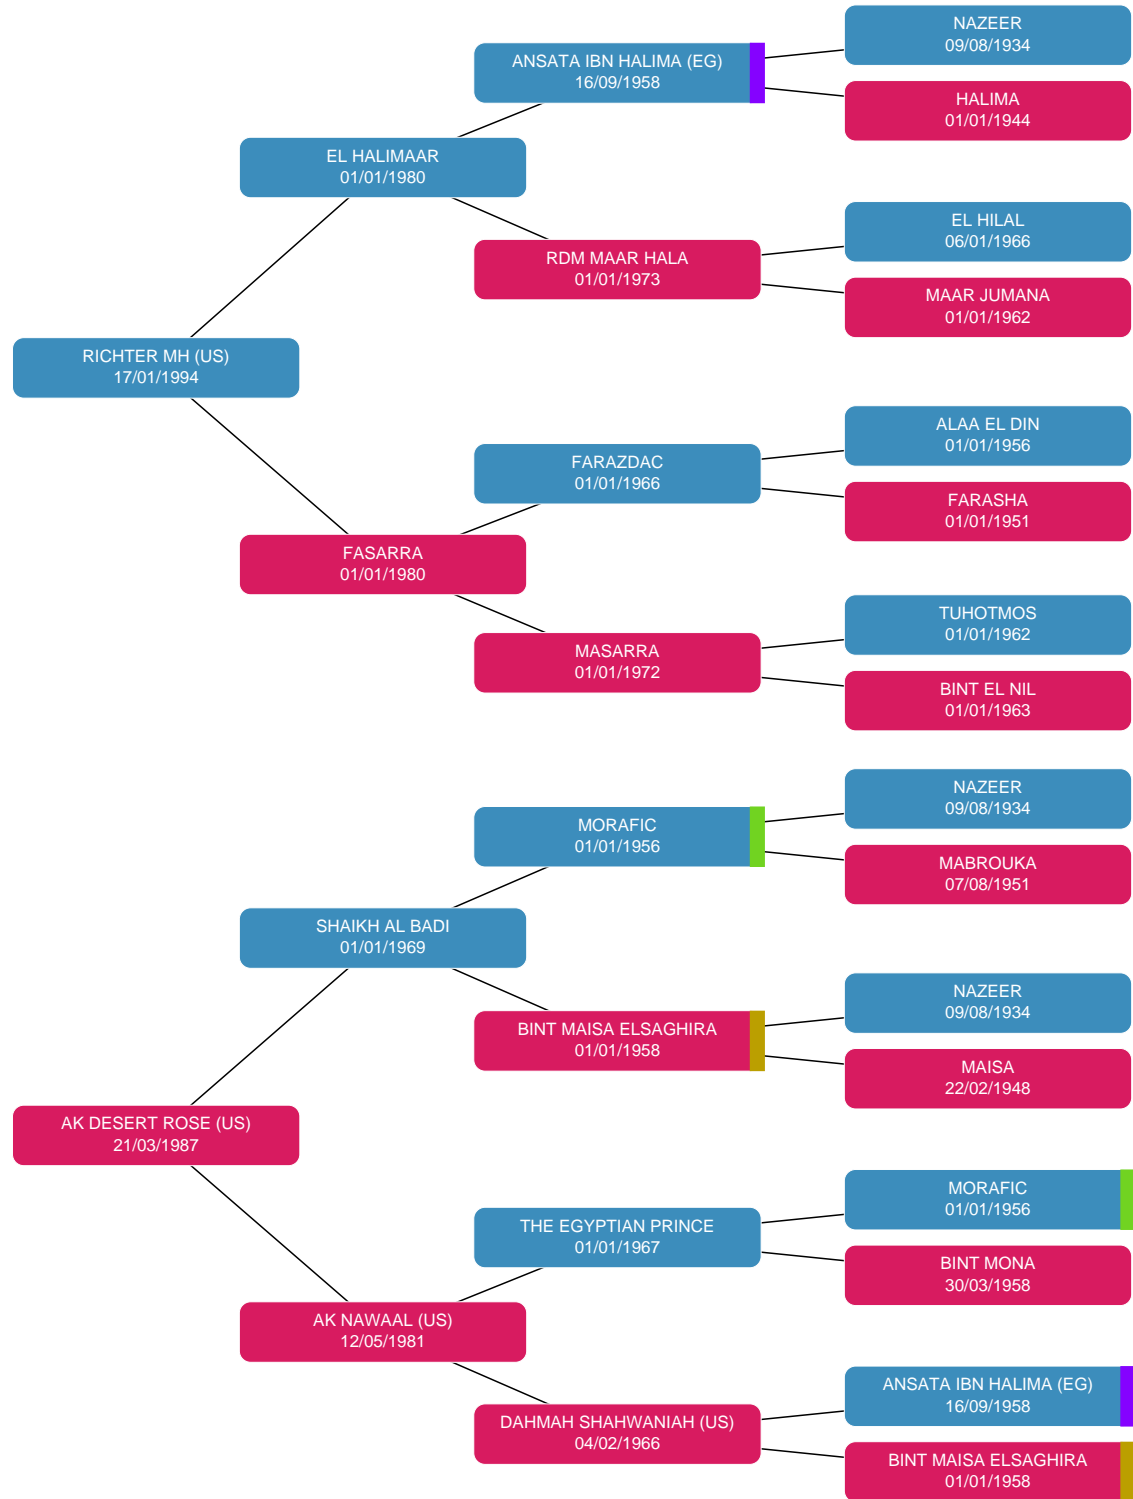 NAZEER
09/08/1934
ANSATA IBN HALIMA (EG)
16/09/1958
HALIMA
01/01/1944
EL HALIMAAR
01/01/1980
EL HILAL
06/01/1966
RDM MAAR HALA
01/01/1973
MAAR JUMANA
01/01/1962
RICHTER MH (US)
17/01/1994
ALAA EL DIN
01/01/1956
FARAZDAC
01/01/1966
FARASHA
01/01/1951
FASARRA
01/01/1980
TUHOTMOS
01/01/1962
MASARRA
01/01/1972
BINT EL NIL
01/01/1963
NAZEER
09/08/1934
MORAFIC
01/01/1956
MABROUKA
07/08/1951
SHAIKH AL BADI
01/01/1969
NAZEER
09/08/1934
BINT MAISA ELSAGHIRA
01/01/1958
MAISA
22/02/1948
AK DESERT ROSE (US)
21/03/1987
MORAFIC
01/01/1956
THE EGYPTIAN PRINCE
01/01/1967
BINT MONA
30/03/1958
AK NAWAAL (US)
12/05/1981
ANSATA IBN HALIMA (EG)
16/09/1958
DAHMAH SHAHWANIAH (US)
04/02/1966
BINT MAISA ELSAGHIRA
01/01/1958